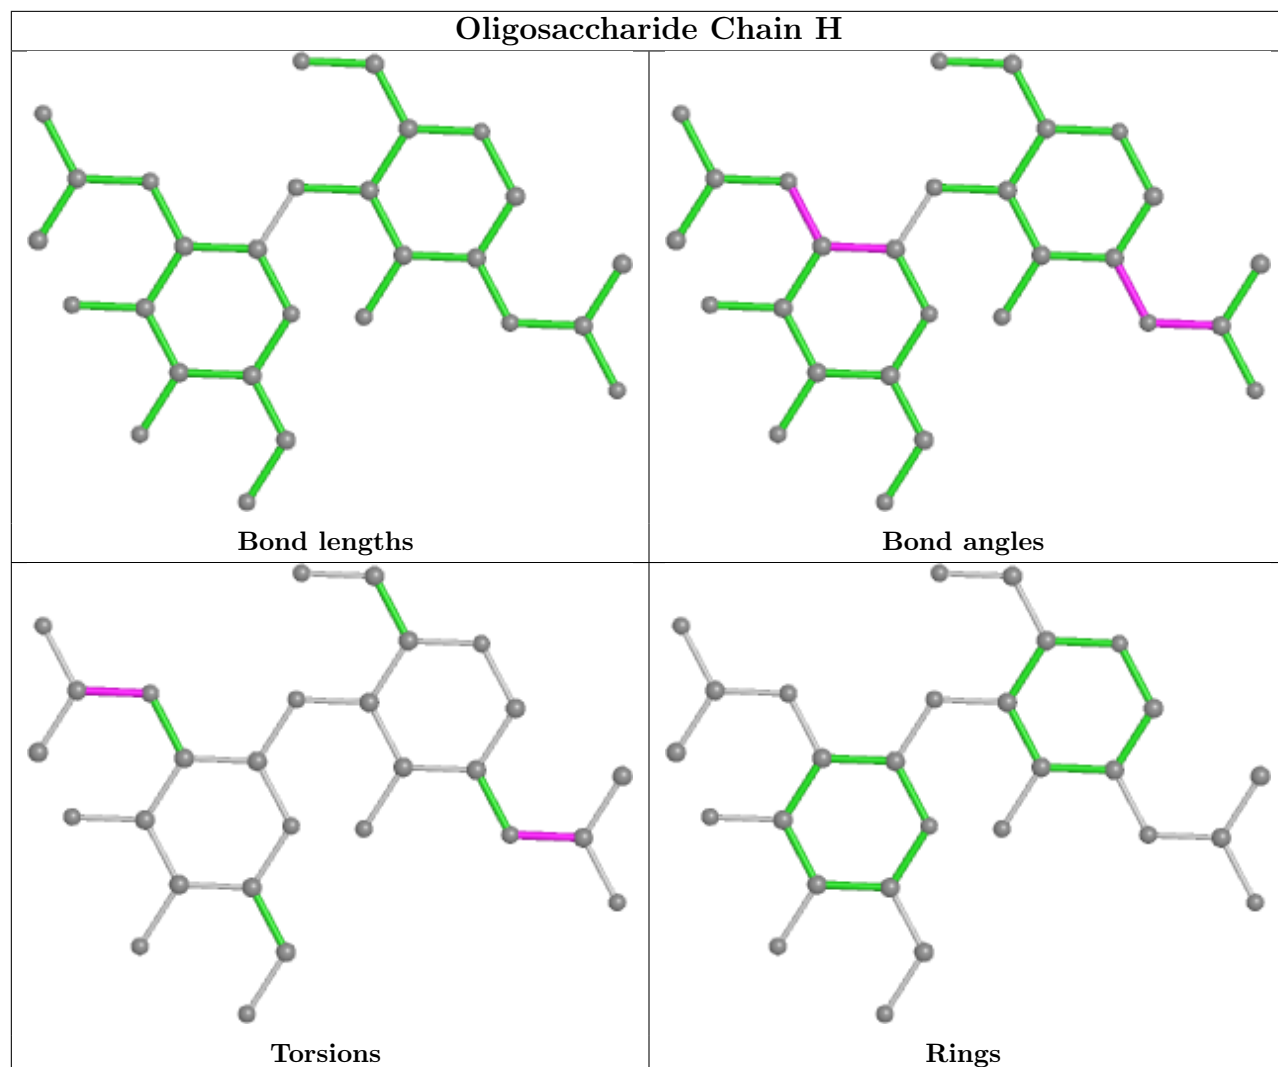 Oligosaccharide Chain H
Bond lengths
Bond angles
Torsions
Rings